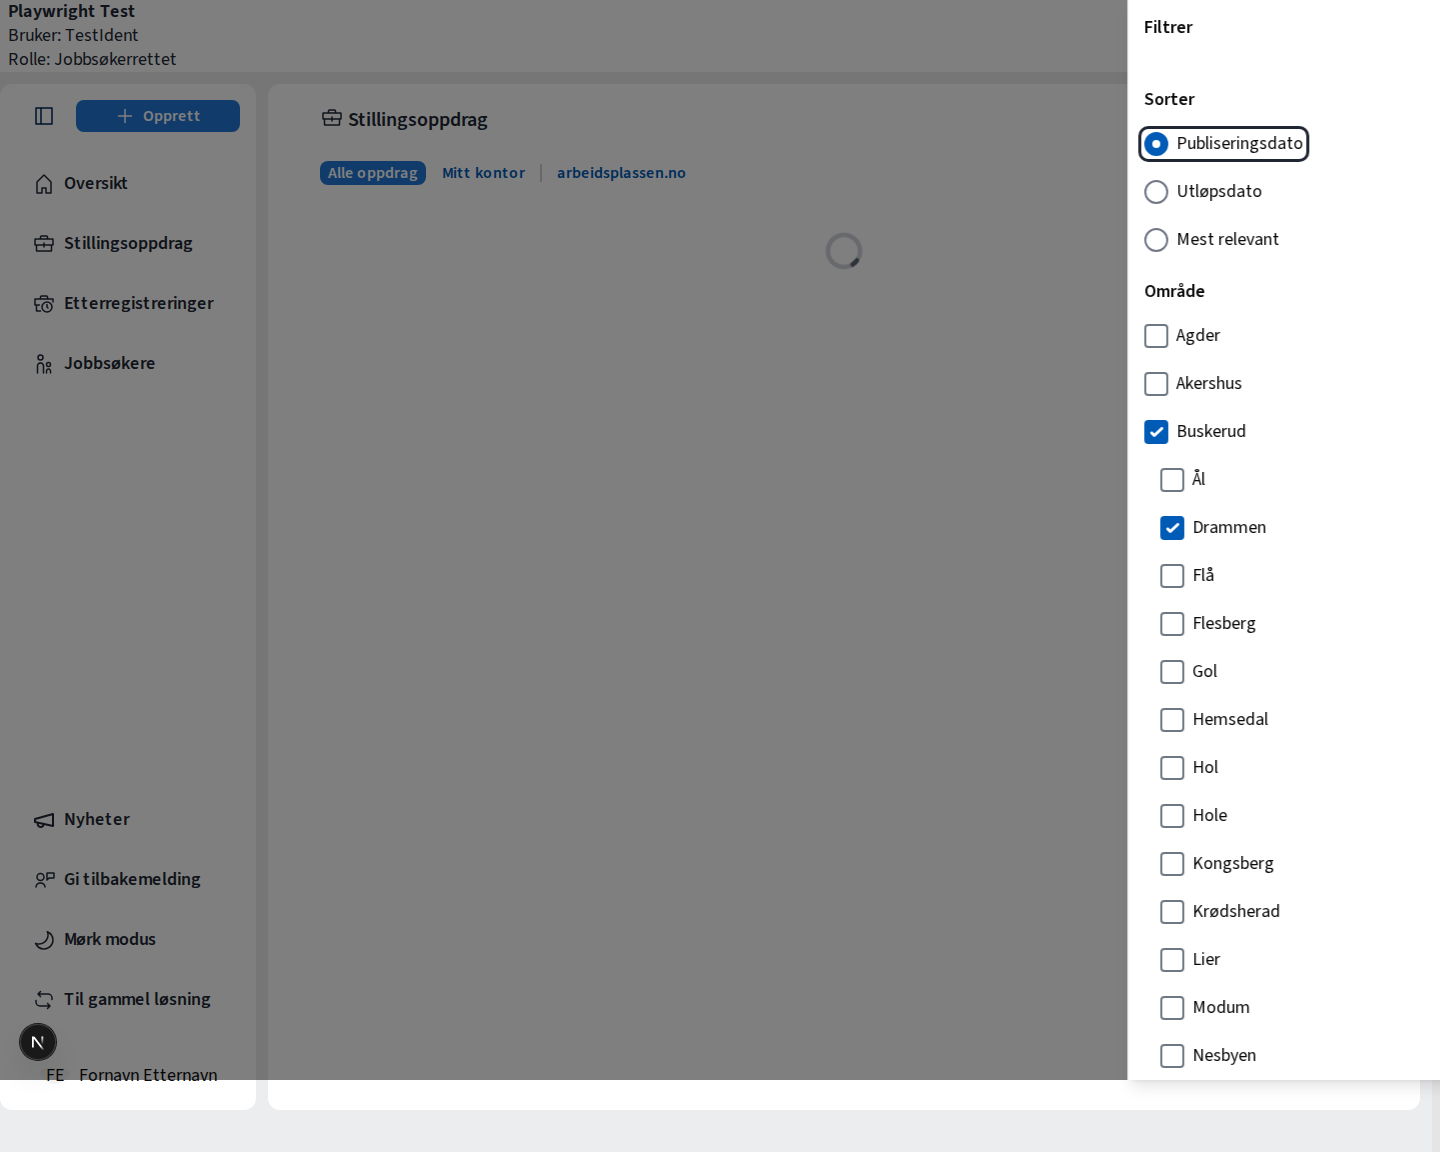 Playwright Test
Bruker: TestIdent
Rolle: Jobbsøkerrettet
Opprett
Oversikt
Stillingsoppdrag
Etterregistreringer
Jobbsøkere
Nyheter
Gi tilbakemelding
Mørk modus
Til gammel løsning
N
FE Fornavn Etternavn
Stillingsoppdrag
Alle oppdrag Mitt kontor arbeidsplassen.no
Filtrer
Sorter
Publiseringsdato
Utløpsdato
Mest relevant
Område
Agder
Akershus
Buskerud
Ål
Drammen
Flå
Flesberg
Gol
Hemsedal
Hol
Hole
Kongsberg
Krødsherad
Lier
Modum
Nesbyen